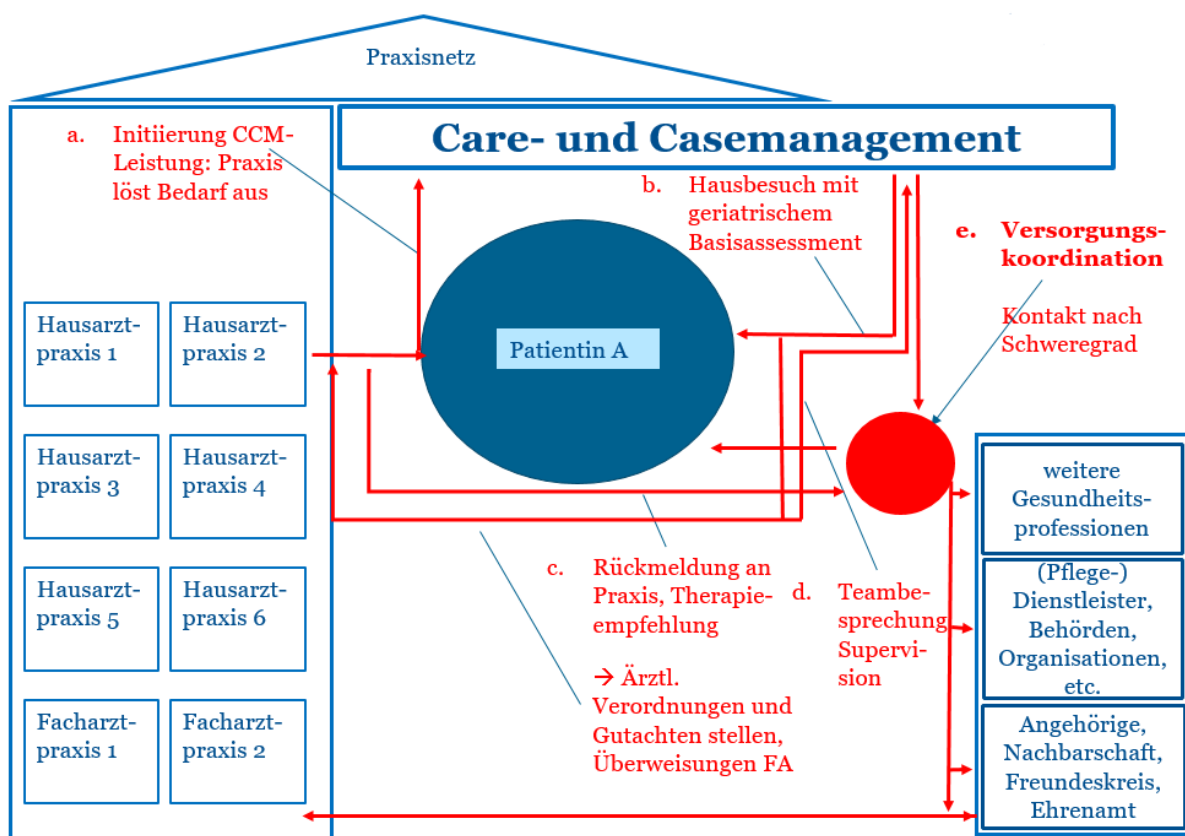 Praxisnetz
Care- und Casemanagement
a. Initiierung CCM-
Leistung: Praxis
löst Bedarf aus
b. Hausbesuch mit
geriatrischem
Basisassessment
e. Versorgungs-
koordination
Kontakt nach
Schweregrad
Hausarzt-
praxis 1
Hausarzt-
praxis 2
Patientin A
Hausarzt-
praxis 3
Hausarzt-
praxis 4
Hausarzt-
praxis 5
Hausarzt-
praxis 6
Facharzt-
praxis 1
Facharzt-
praxis 2
c. Rückmeldung an
Praxis, Therapie-
empfehlung
→ Ärztl.
Verordnungen und
Gutachten stellen,
Überweisungen FA
d. Teambe-
sprechung
Supervi-
sion
weitere
Gesundheits-
professionen
(Pflege-)
Dienstleister,
Behörden,
Organisationen,
etc.
Angehörige,
Nachbarschaft,
Freundeskreis,
Ehrenamt